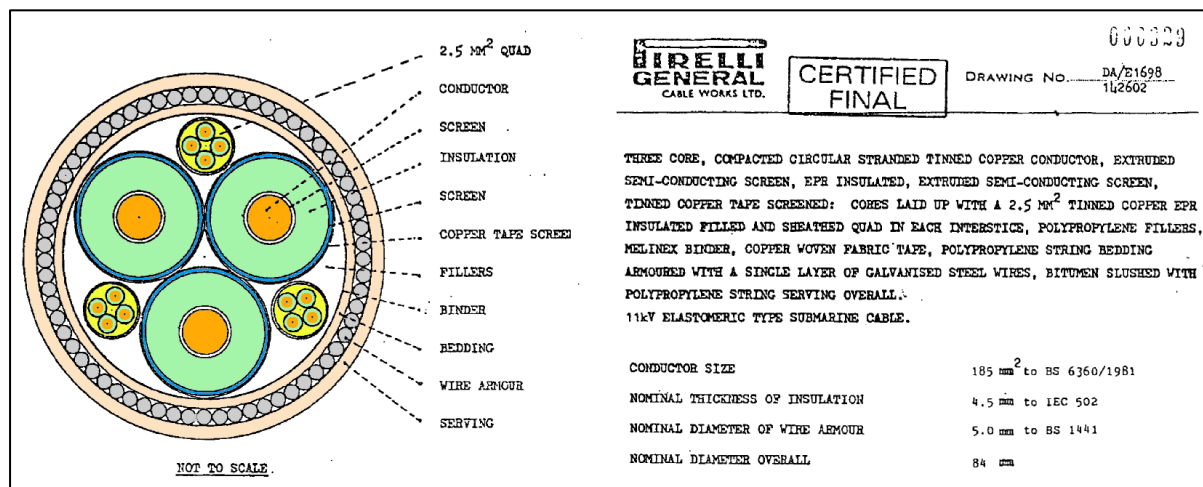 2.5 MM² QUAD
CONDUCTOR
SCREEN
INSULATION
SCREEN
COPPER TAPE SCREEN
FILLERS
BINDER
BEDDING
WIRE ARMOUR
SERVING
NOT TO SCALE.
PIRELLI
GENERAL
CABLE WORKS LTD.
CERTIFIED
FINAL
000329
DRAWING NO. DA/E1698
142602
THREE CORE, COMPACTED CIRCULAR STRANDED TINNED COPPER CONDUCTOR, EXTRUDED
SEMI-CONDUCTING SCREEN, EPR INSULATED, EXTRUDED SEMI-CONDUCTING SCREEN,
TINNED COPPER TAPE SCREENED: CORES LAID UP WITH A 2.5 MM² TINNED COPPER EPR
INSULATED FILLED AND SHEATHED QUAD IN EACH INTERSTICE, POLYPROPYLENE FILLERS,
MELINEX BINDER, COPPER WOVEN FABRIC TAPE, POLYPROPYLENE STRING BEDDING
ARMOURED WITH A SINGLE LAYER OF GALVANISED STEEL WIRES, BITUMEN SLUSHED WITH
POLYPROPYLENE STRING SERVING OVERALL.
11kV ELASTOMERIC TYPE SUBMARINE CABLE.
CONDUCTOR SIZE 185 mm² to BS 6360/1981
NOMINAL THICKNESS OF INSULATION 4.5 mm to IEC 502
NOMINAL DIAMETER OF WIRE ARMOUR 5.0 mm to BS 1441
NOMINAL DIAMETER OVERALL 84 mm